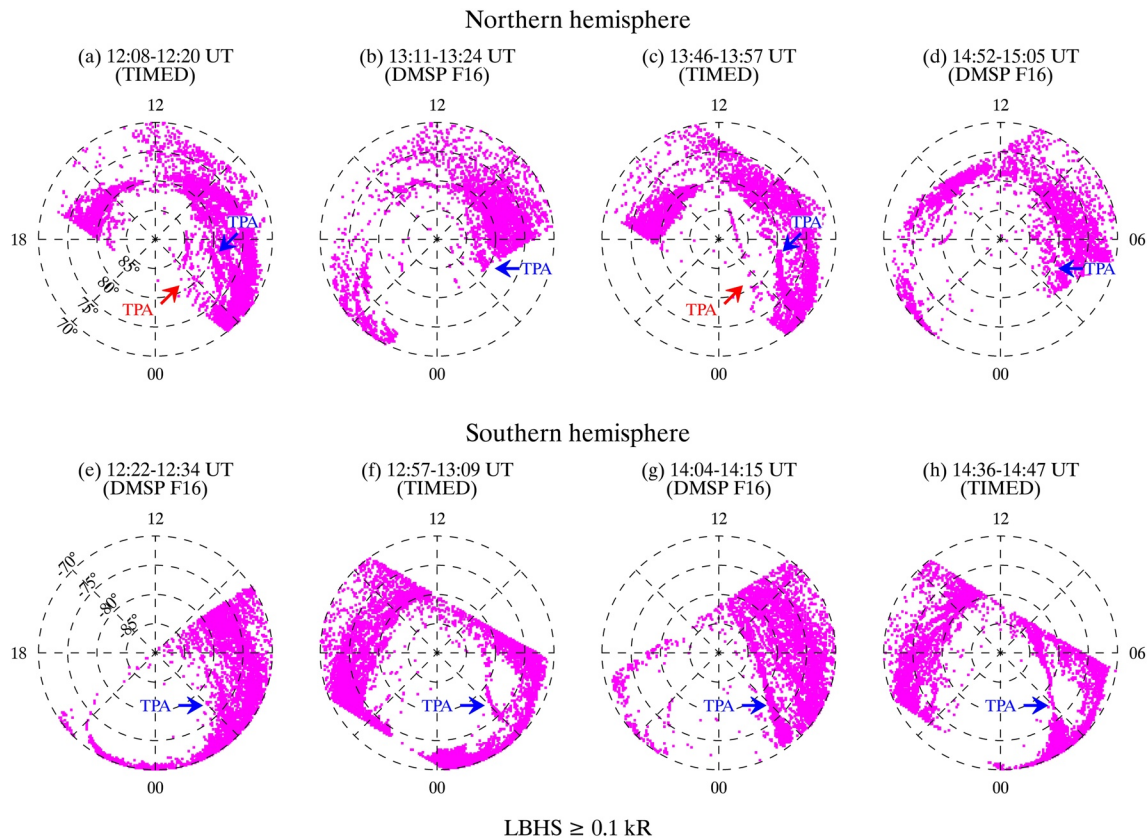 Northern hemisphere
(a) 12:08-12:20 UT
(TIMED)
(b) 13:11-13:24 UT
(DMSP F16)
(c) 13:46-13:57 UT
(TIMED)
(d) 14:52-15:05 UT
(DMSP F16)
12
12
12
12
TPA
TPA
18
06
85°
80°
75°
70°
TPA
TPA
TPA
TPA
00
00
00
00
Southern hemisphere
(e) 12:22-12:34 UT
(DMSP F16)
(f) 12:57-13:09 UT
(TIMED)
(g) 14:04-14:15 UT
(DMSP F16)
(h) 14:36-14:47 UT
(TIMED)
12
12
12
12
-70°
-75°
-80°
-85°
18
06
TPA
TPA
TPA
TPA
00
00
00
00
LBHS ≥ 0.1 kR